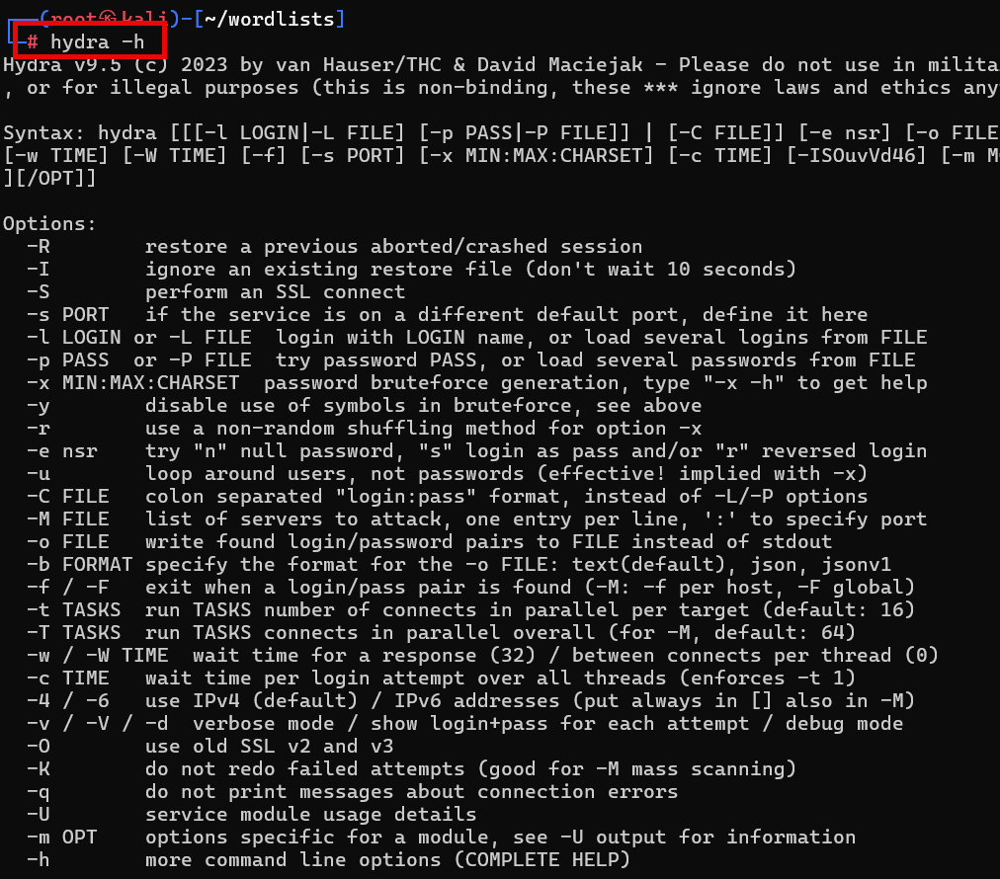 ┌──(root㉿kali)-[~/wordlists]
└─# hydra -h
Hydra v9.5 (c) 2023 by van Hauser/THC & David Maciejak - Please do not use in milita
, or for illegal purposes (this is non-binding, these *** ignore laws and ethics any
Syntax: hydra [[[-l LOGIN|-L FILE] [-p PASS|-P FILE]] | [-C FILE]] [-e nsr] [-o FILE
[-w TIME] [-W TIME] [-f] [-s PORT] [-x MIN:MAX:CHARSET] [-c TIME] [-ISOuvVd46] [-m M
][/OPT]]
Options:
-R restore a previous aborted/crashed session
-I ignore an existing restore file (don't wait 10 seconds)
-S perform an SSL connect
-s PORT if the service is on a different default port, define it here
-l LOGIN or -L FILE login with LOGIN name, or load several logins from FILE
-p PASS or -P FILE try password PASS, or load several passwords from FILE
-x MIN:MAX:CHARSET password bruteforce generation, type "-x -h" to get help
-y disable use of symbols in bruteforce, see above
-r use a non-random shuffling method for option -x
-e nsr try "n" null password, "s" login as pass and/or "r" reversed login
-u loop around users, not passwords (effective! implied with -x)
-C FILE colon separated "login:pass" format, instead of -L/-P options
-M FILE list of servers to attack, one entry per line, ':' to specify port
-o FILE write found login/password pairs to FILE instead of stdout
-b FORMAT specify the format for the -o FILE: text(default), json, jsonv1
-f / -F exit when a login/pass pair is found (-M: -f per host, -F global)
-t TASKS run TASKS number of connects in parallel per target (default: 16)
-T TASKS run TASKS connects in parallel overall (for -M, default: 64)
-w / -W TIME wait time for a response (32) / between connects per thread (0)
-c TIME wait time per login attempt over all threads (enforces -t 1)
-4 / -6 use IPv4 (default) / IPv6 addresses (put always in [] also in -M)
-v / -V / -d verbose mode / show login+pass for each attempt / debug mode
-O use old SSL v2 and v3
-K do not redo failed attempts (good for -M mass scanning)
-q do not print messages about connection errors
-U service module usage details
-m OPT options specific for a module, see -U output for information
-h more command line options (COMPLETE HELP)